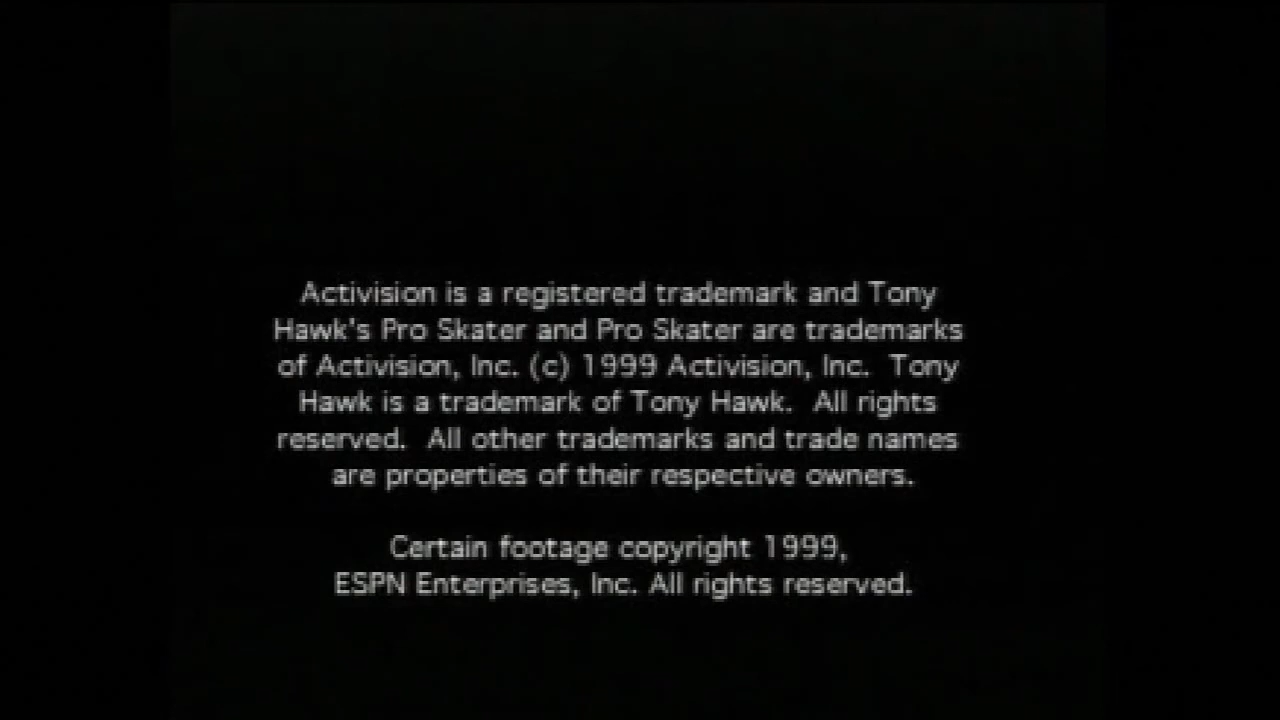 Activision is a registered trademark and Tony
Hawk's Pro Skater and Pro Skater are trademarks
of Activision, Inc. (c) 1999 Activision, Inc.  Tony
Hawk is a trademark of Tony Hawk.  All rights
reserved.  All other trademarks and trade names
are properties of their respective owners.
Certain footage copyright 1999,
ESPN Enterprises, Inc. All rights reserved.